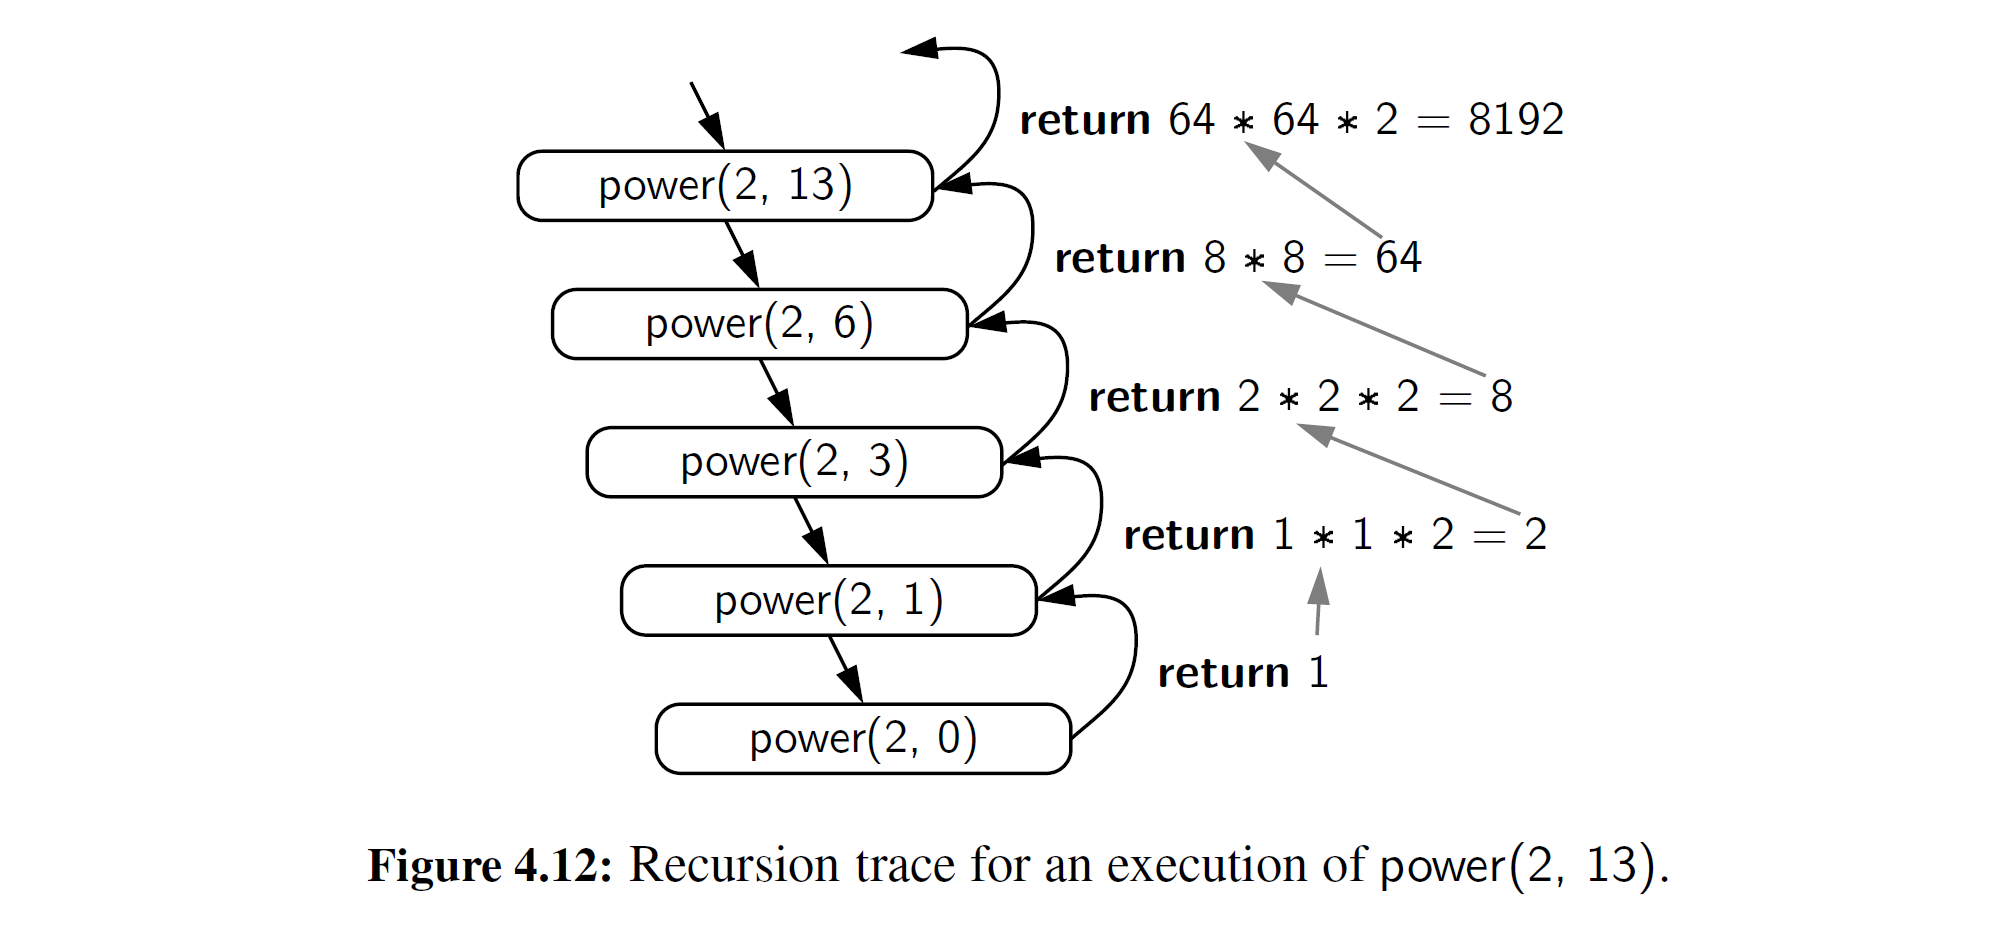 return 64 * 64 * 2 = 8192
power(2, 13)
return 8 * 8 = 64
power(2, 6)
return 2 * 2 * 2 = 8
power(2, 3)
return 1 * 1 * 2 = 2
power(2, 1)
return 1
power(2, 0)
Figure 4.12: Recursion trace for an execution of power(2, 13).